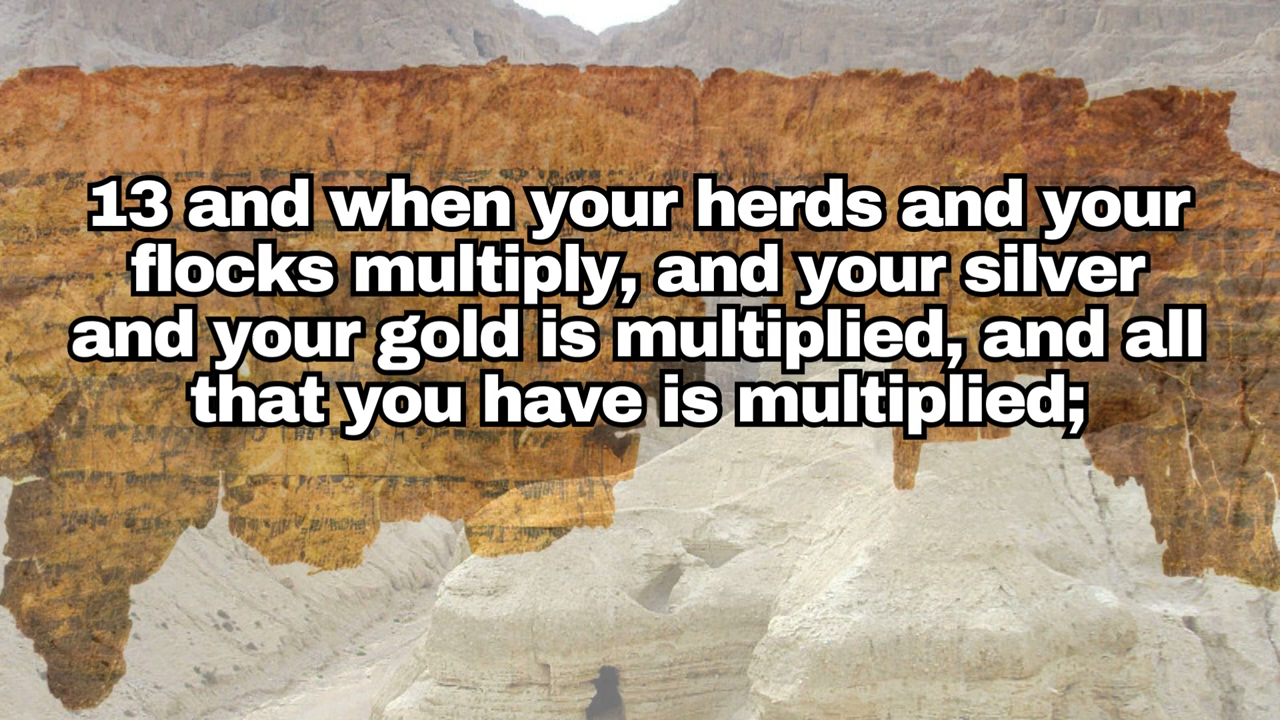 13 and when your herds and your
flocks multiply, and your silver
and your gold is multiplied, and all
that you have is multiplied;